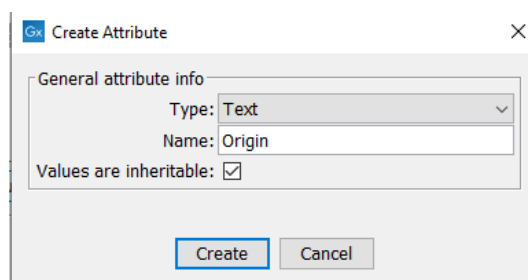 Gx Create Attribute
General attribute info
Type: Text
Name: Origin
Values are inheritable:
Create Cancel